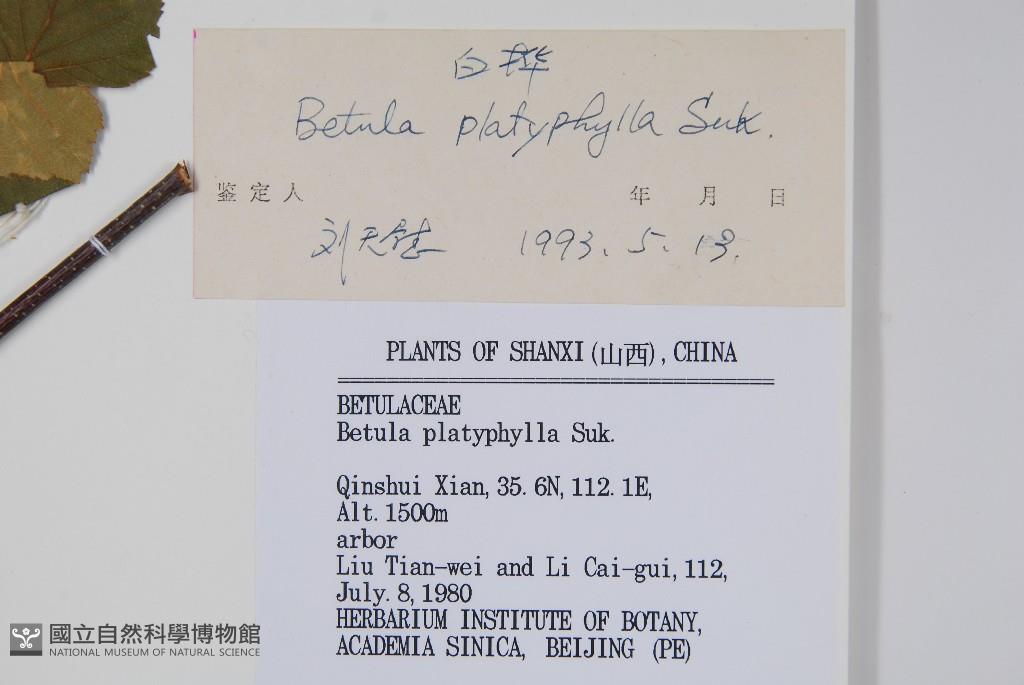 白桦
Betula platyphylla Suk.
鉴定人 年 月 日
刘天 1993. 5. 13.
PLANTS OF SHANXI(山西), CHINA
BETULACEAE
Betula platyphylla Suk.
Qinshui Xian, 35. 6N, 112. 1E,
Alt. 1500m
arbor
Liu Tian-wei and Li Cai-gui, 112,
July. 8, 1980
HERBARIUM INSTITUTE OF BOTANY,
ACADEMIA SINICA, BEIJING (PE)
國立自然科學博物館
NATIONAL MUSEUM OF NATURAL SCIENCE